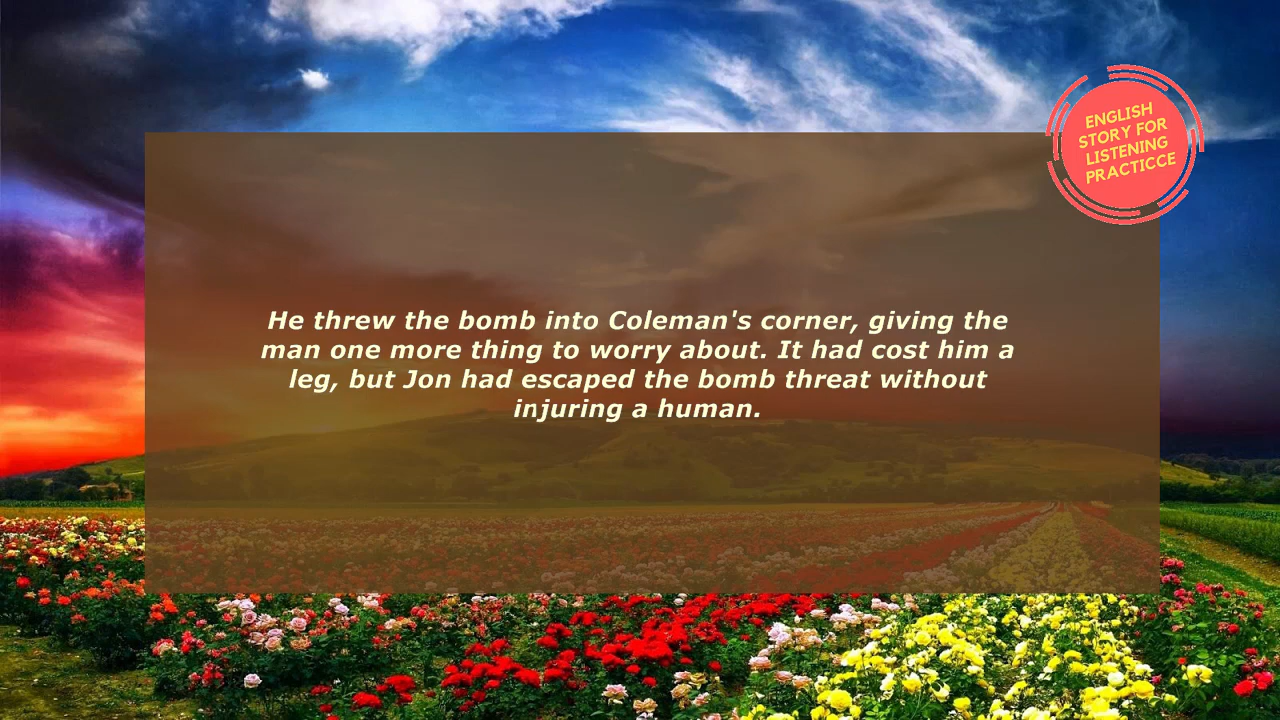 ENGLISH
STORY FOR
LISTENING
PRACTICCE
He threw the bomb into Coleman's corner, giving the
man one more thing to worry about. It had cost him a
leg, but Jon had escaped the bomb threat without
injuring a human.